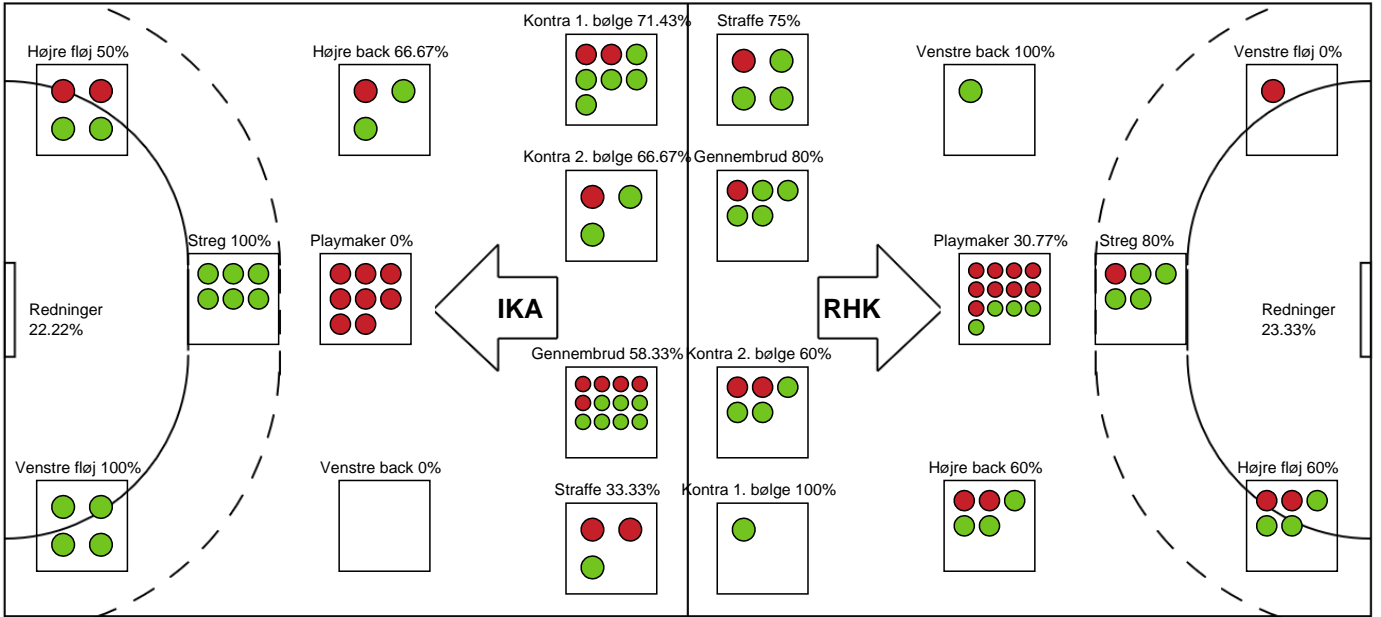 Kontra 1. bølge 71.43%
Straffe 75%
Højre fløj 50%
Højre back 66.67%
Venstre back 100%
Venstre fløj 0%
Kontra 2. bølge 66.67%
Gennembrud 80%
Streg 100%
Playmaker 0%
Playmaker 30.77%
Streg 80%
Redninger
22.22%
IKA
RHK
Redninger
23.33%
Gennembrud 58.33%
Kontra 2. bølge 60%
Venstre fløj 100%
Venstre back 0%
Højre back 60%
Højre fløj 60%
Straffe 33.33%
Kontra 1. bølge 100%